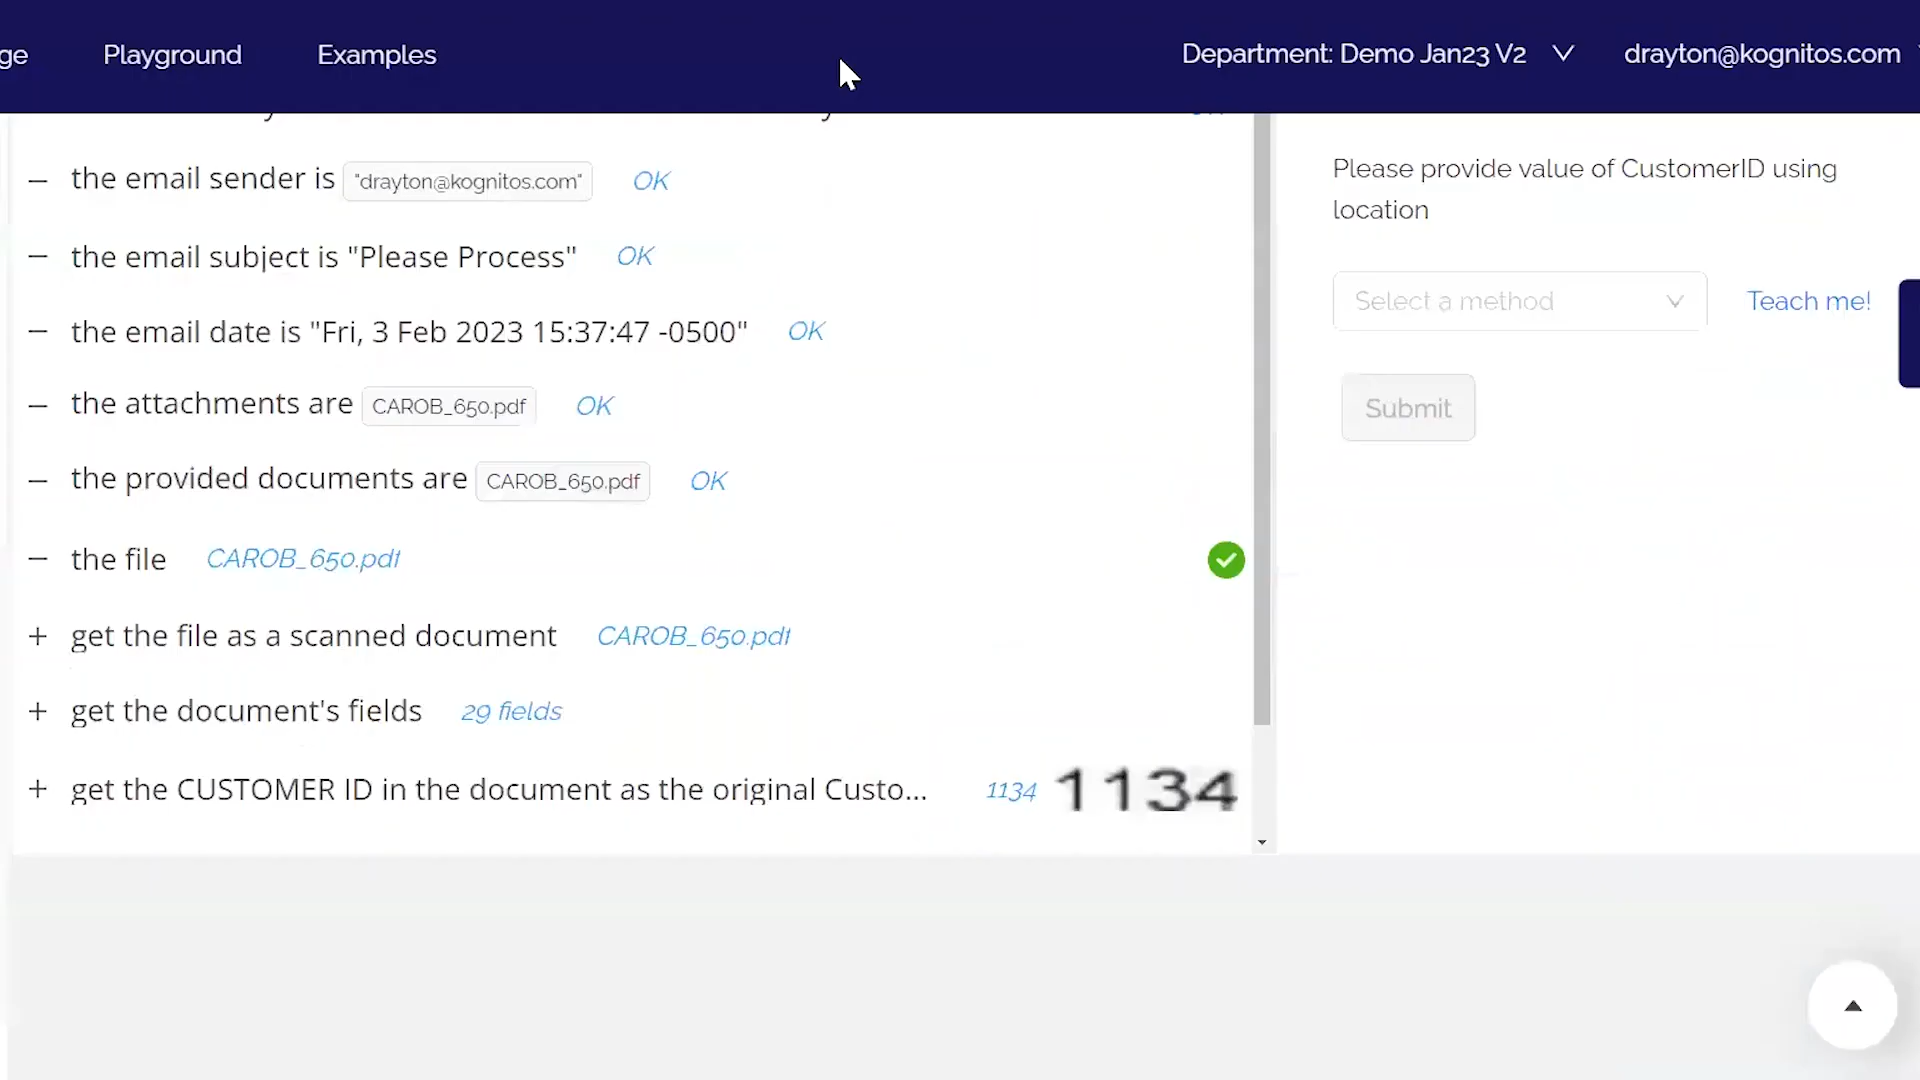 ge Playground Examples Department: Demo Jan23 V2 drayton@kognitos.com
– the email sender is "drayton@kognitos.com" OK
– the email subject is "Please Process" OK
– the email date is "Fri, 3 Feb 2023 15:37:47 -0500" OK
– the attachments are CAROB_650.pdf OK
– the provided documents are CAROB_650.pdf OK
– the file CAROB_650.pdf
+ get the file as a scanned document CAROB_650.pdf
+ get the document's fields 29 fields
+ get the CUSTOMER ID in the document as the original Custo... 1134 1134
Please provide value of CustomerID using
location
Select a method Teach me!
Submit